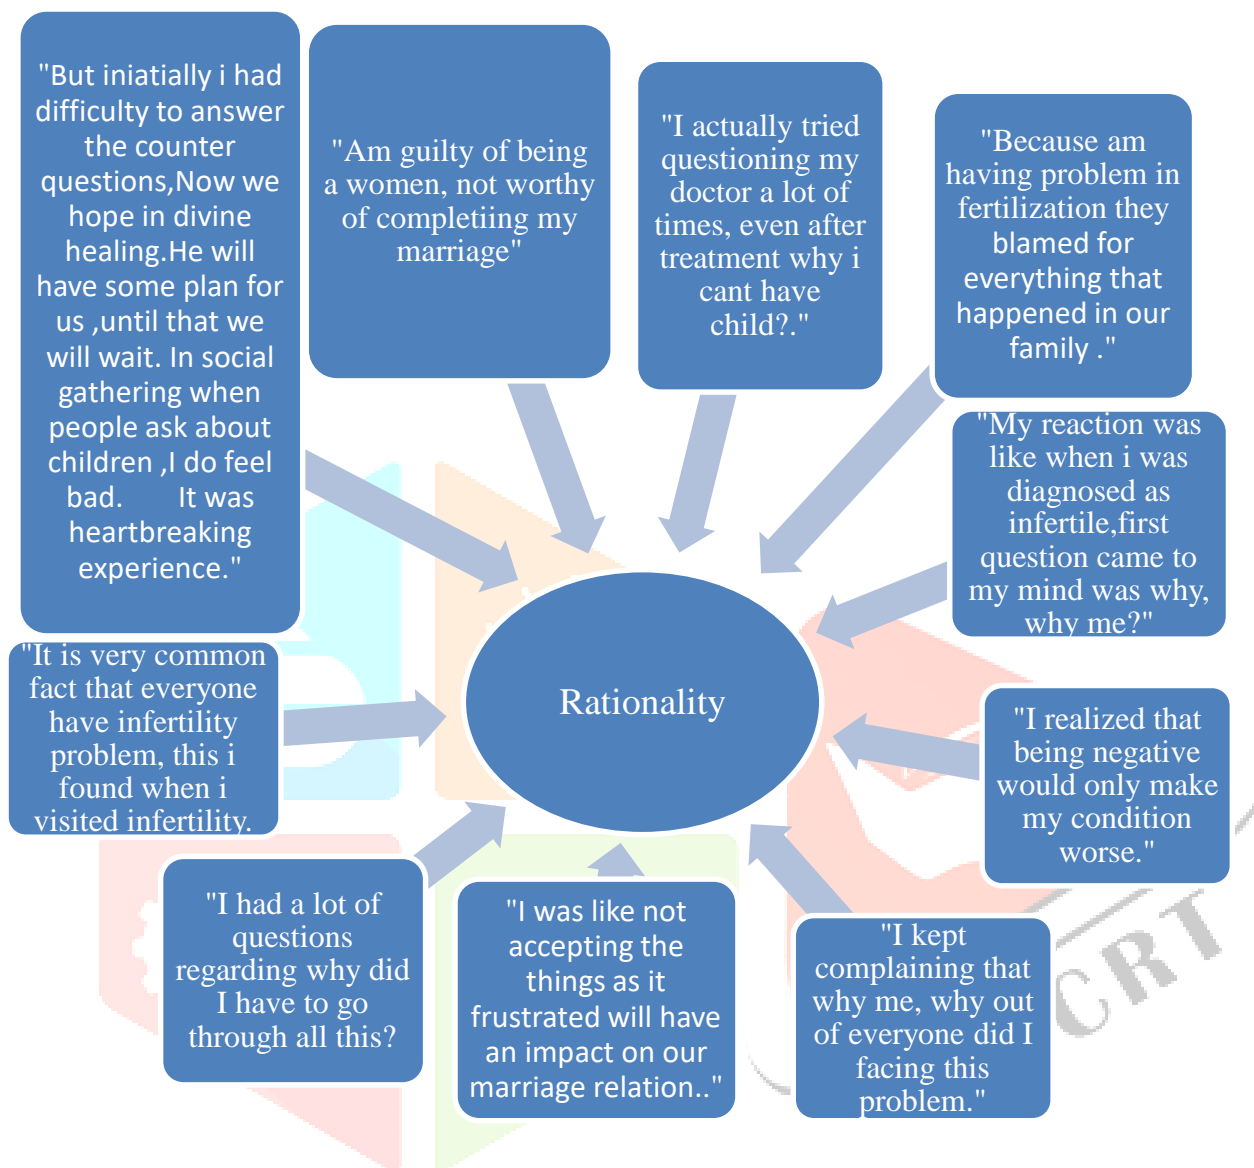 "But iniatially i had
difficulty to answer
the counter
questions,Now we
hope in divine
healing.He will
have some plan for
us ,until that we
will wait. In social
gathering when
people ask about
children ,I do feel
bad. It was
heartbreaking
experience."
"Am guilty of being
a women, not worthy
of completiing my
marriage"
"I actually tried
questioning my
doctor a lot of
times, even after
treatment why i
cant have
child?."
"Because am
having problem in
fertilization they
blamed for
everything that
happened in our
family ."
"My reaction was
like when i was
diagnosed as
infertile,first
question came to
my mind was why,
why me?"
"I realized that
being negative
would only make
my condition
worse."
"I kept
complaining that
why me, why out
of everyone did I
facing this
problem."
"I was like not
accepting the
things as it
frustrated will have
an impact on our
marriage relation.."
"I had a lot of
questions
regarding why did
I have to go
through all this?
"It is very common
fact that everyone
have infertility
problem, this i
found when i
visited infertility.
Rationality
CRT